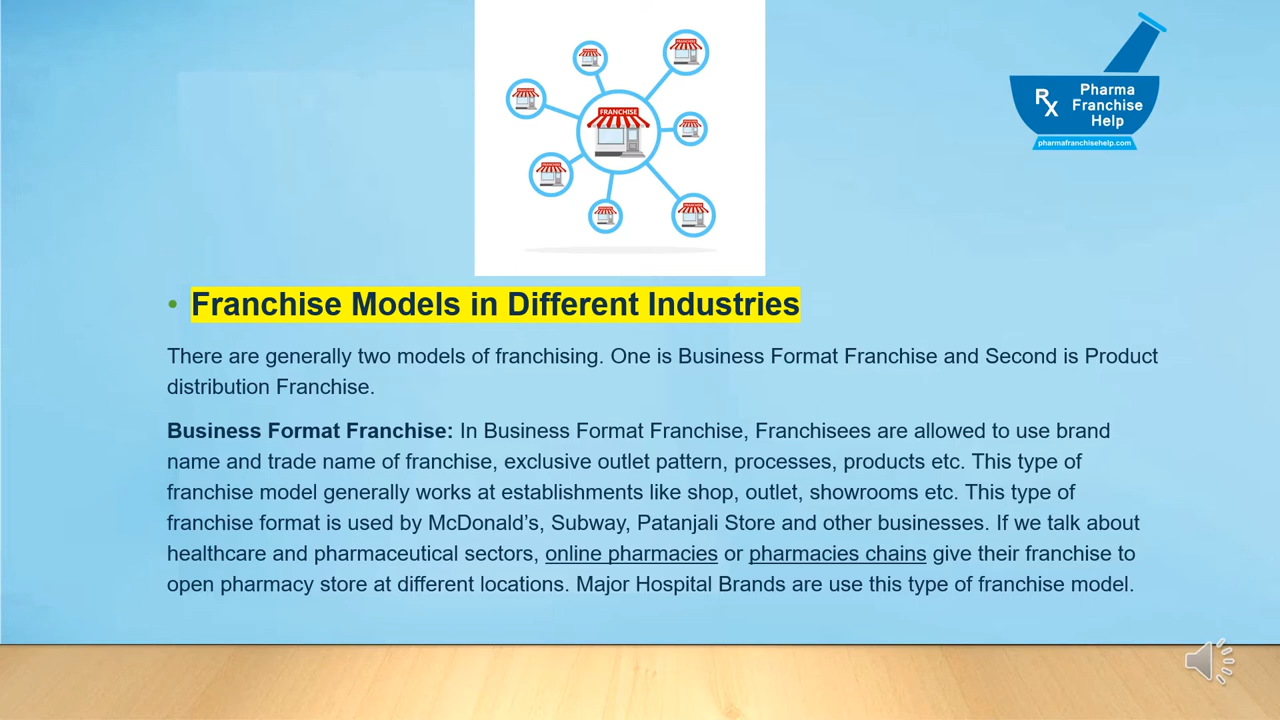 FRANCHISE
Rx Pharma
Franchise
Help
pharmafranchisehelp.com
• Franchise Models in Different Industries
There are generally two models of franchising. One is Business Format Franchise and Second is Product
distribution Franchise.
Business Format Franchise: In Business Format Franchise, Franchisees are allowed to use brand
name and trade name of franchise, exclusive outlet pattern, processes, products etc. This type of
franchise model generally works at establishments like shop, outlet, showrooms etc. This type of
franchise format is used by McDonald’s, Subway, Patanjali Store and other businesses. If we talk about
healthcare and pharmaceutical sectors, online pharmacies or pharmacies chains give their franchise to
open pharmacy store at different locations. Major Hospital Brands are use this type of franchise model.